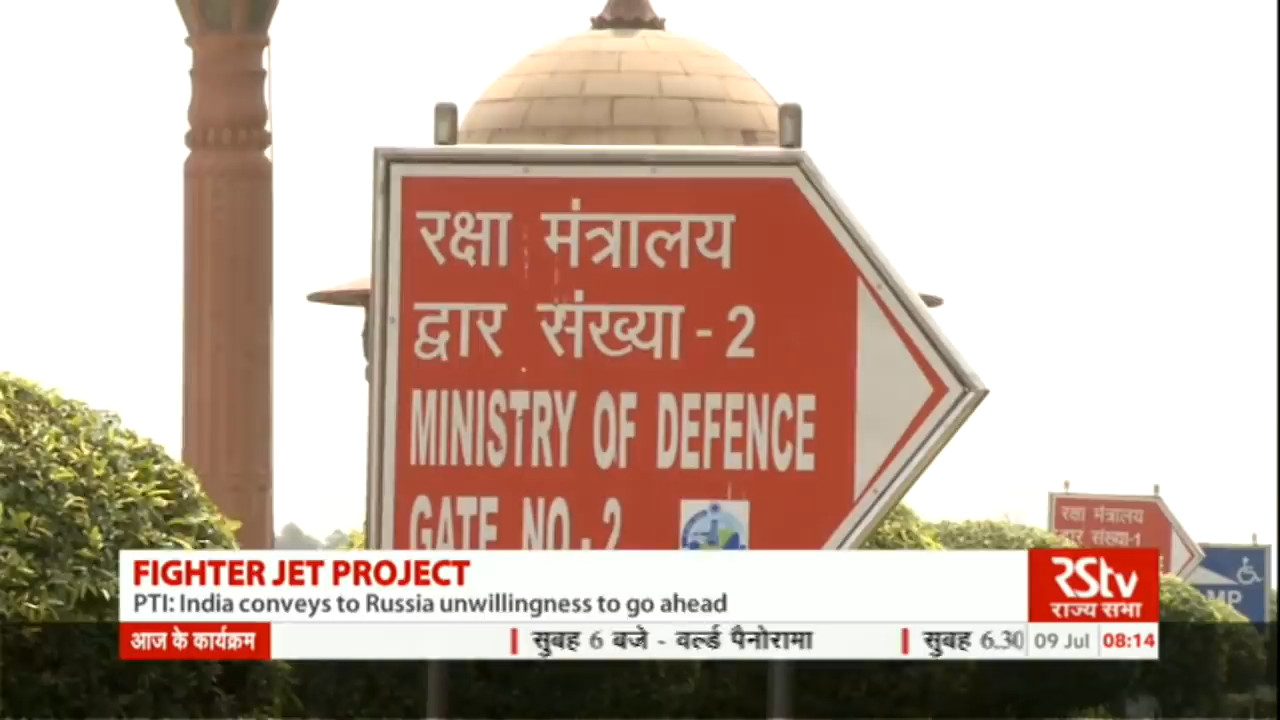 रक्षा मंत्रालय
द्वार संख्या - 2
MINISTRY OF DEFENCE
GATE NO. 2
रक्षा मंत्रालय
द्वार संख्या-1
FIGHTER JET PROJECT
PTI: India conveys to Russia unwillingness to go ahead
RStv
राज्य सभा
आज के कार्यक्रम
सुबह 6 बजे - वर्ल्ड पैनोरामा
सुबह 6.30
09 Jul
08:14